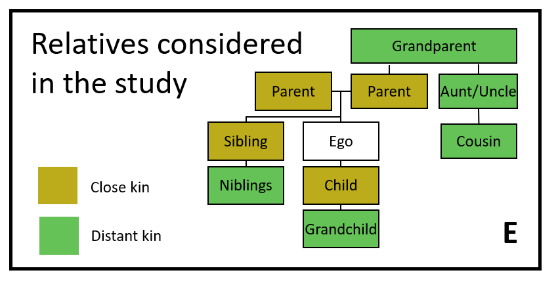 Relatives considered
in the study
Grandparent
Parent
Parent
Aunt/Uncle
Sibling
Ego
Cousin
Niblings
Child
Grandchild
Close kin
Distant kin
E